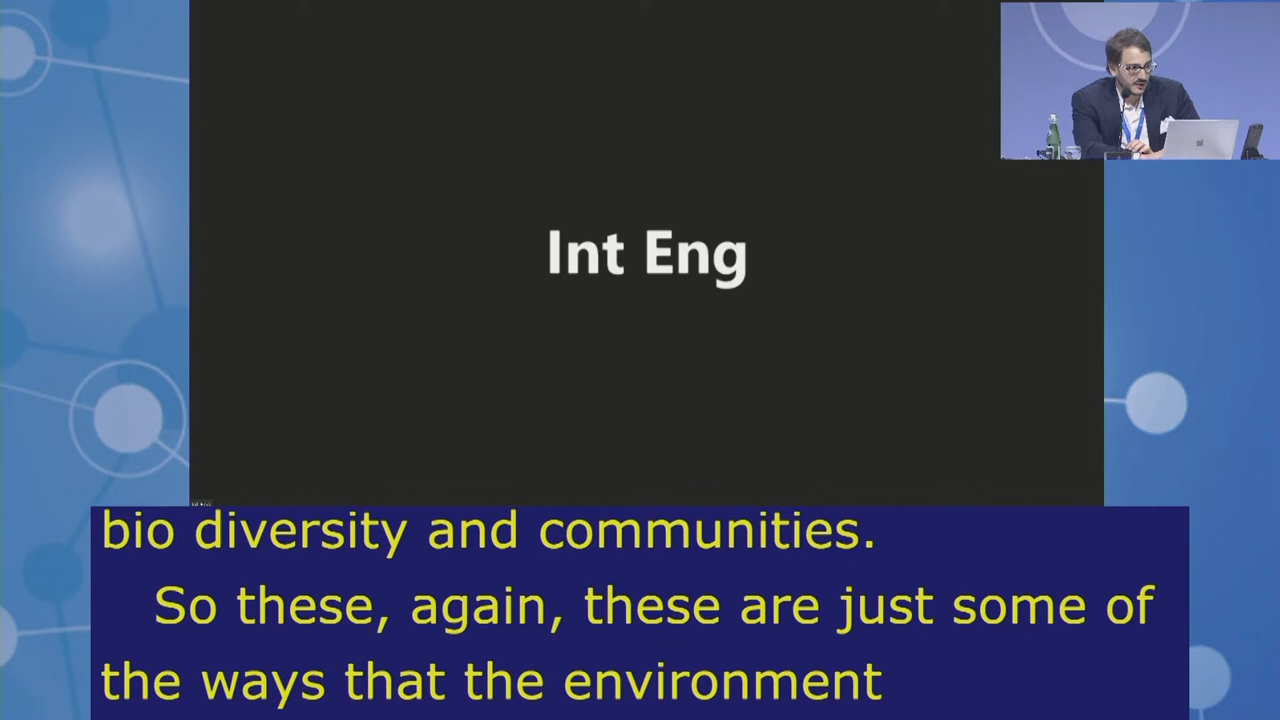 Int Eng
bio diversity and communities.
So these, again, these are just some of
the ways that the environment